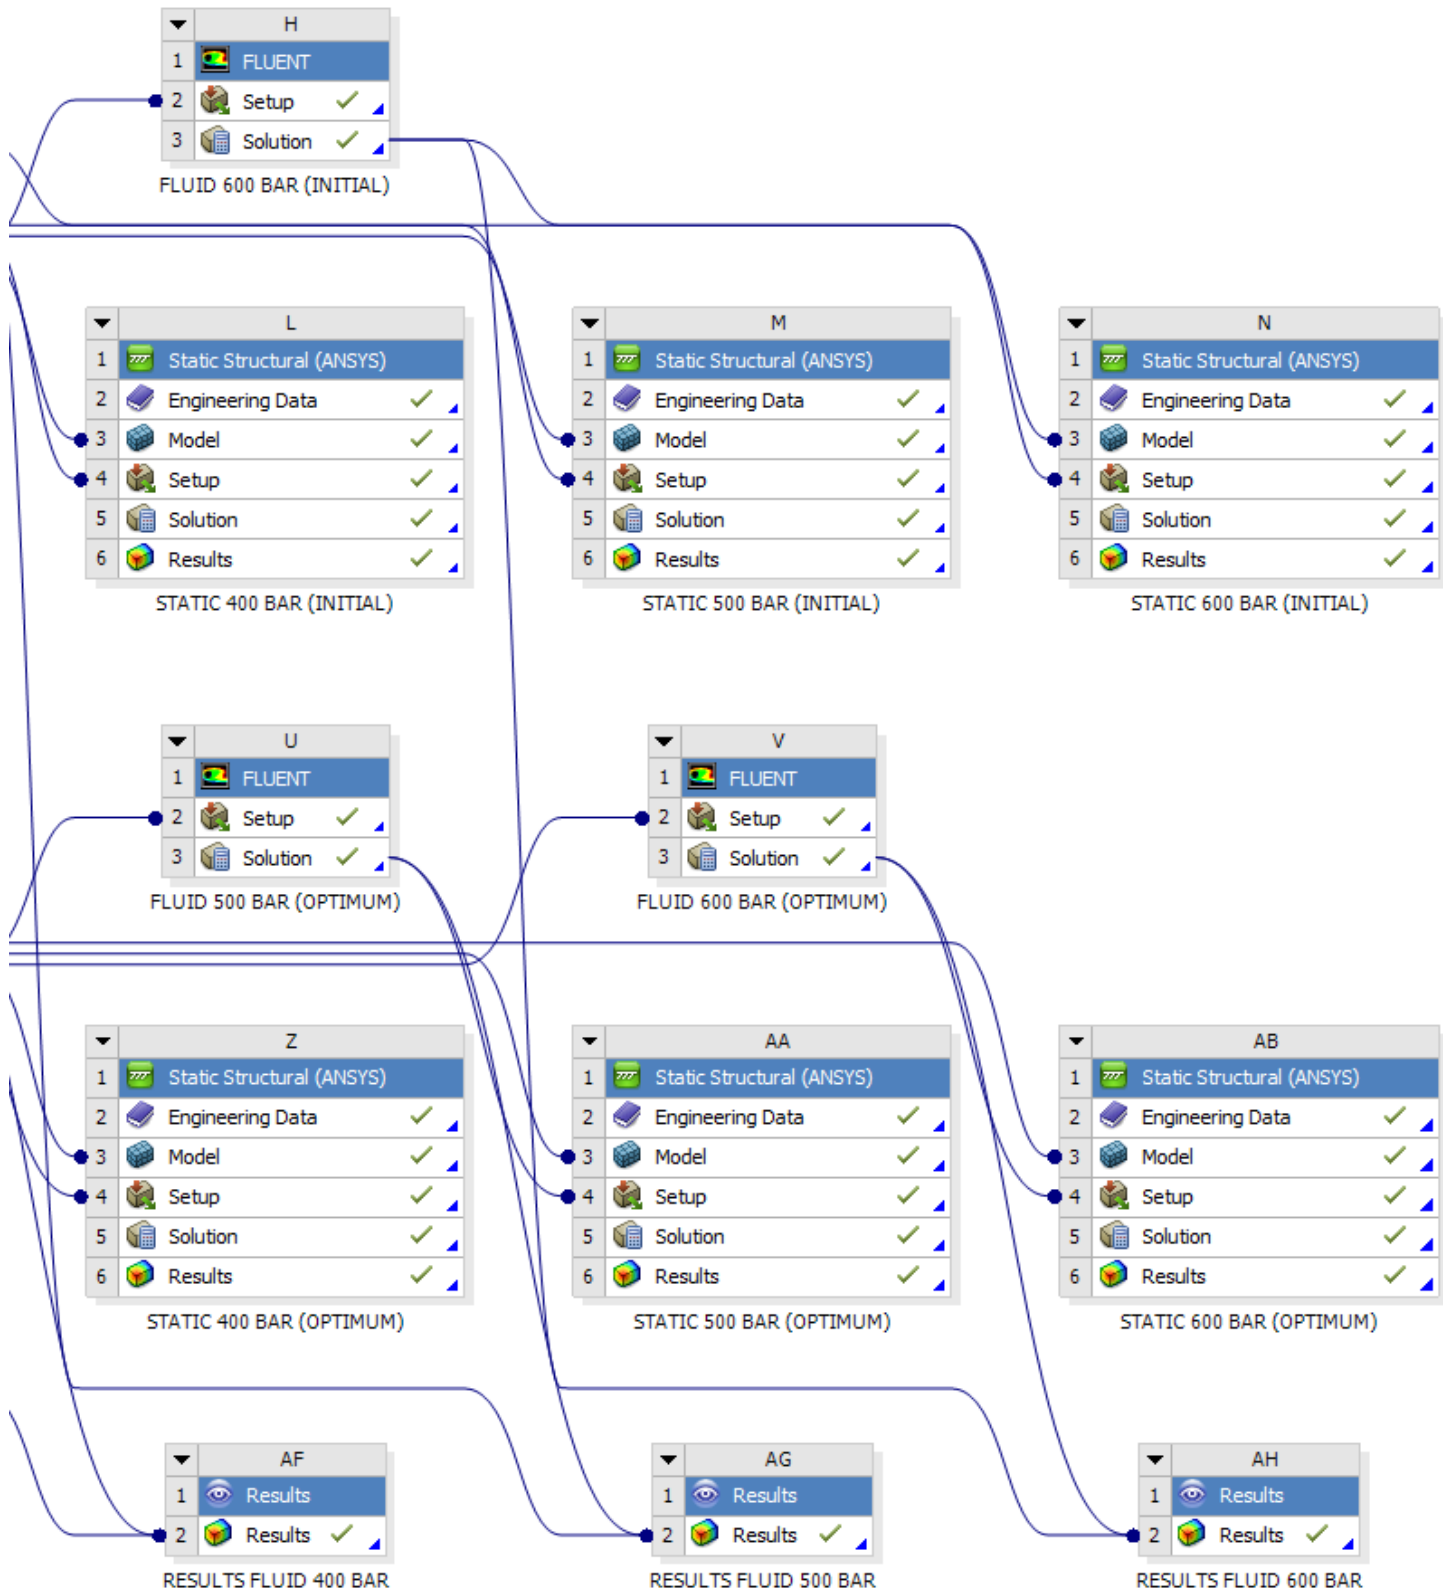 H
1 FLUENT
2 Setup
3 Solution
FLUID 600 BAR (INITIAL)
L
1 Static Structural (ANSYS)
2 Engineering Data
3 Model
4 Setup
5 Solution
6 Results
STATIC 400 BAR (INITIAL)
M
1 Static Structural (ANSYS)
2 Engineering Data
3 Model
4 Setup
5 Solution
6 Results
STATIC 500 BAR (INITIAL)
N
1 Static Structural (ANSYS)
2 Engineering Data
3 Model
4 Setup
5 Solution
6 Results
STATIC 600 BAR (INITIAL)
U
1 FLUENT
2 Setup
3 Solution
FLUID 500 BAR (OPTIMUM)
V
1 FLUENT
2 Setup
3 Solution
FLUID 600 BAR (OPTIMUM)
Z
1 Static Structural (ANSYS)
2 Engineering Data
3 Model
4 Setup
5 Solution
6 Results
STATIC 400 BAR (OPTIMUM)
AA
1 Static Structural (ANSYS)
2 Engineering Data
3 Model
4 Setup
5 Solution
6 Results
STATIC 500 BAR (OPTIMUM)
AB
1 Static Structural (ANSYS)
2 Engineering Data
3 Model
4 Setup
5 Solution
6 Results
STATIC 600 BAR (OPTIMUM)
AF
1 Results
2 Results
RESULTS FLUID 400 BAR
AG
1 Results
2 Results
RESULTS FLUID 500 BAR
AH
1 Results
2 Results
RESULTS FLUID 600 BAR